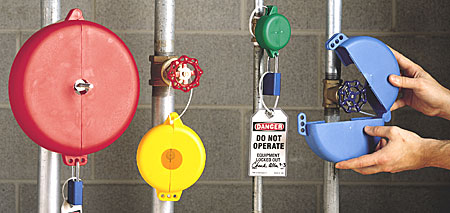 DANGER
DO NOT
OPERATE
EQUIPMENT
LOCKED OUT